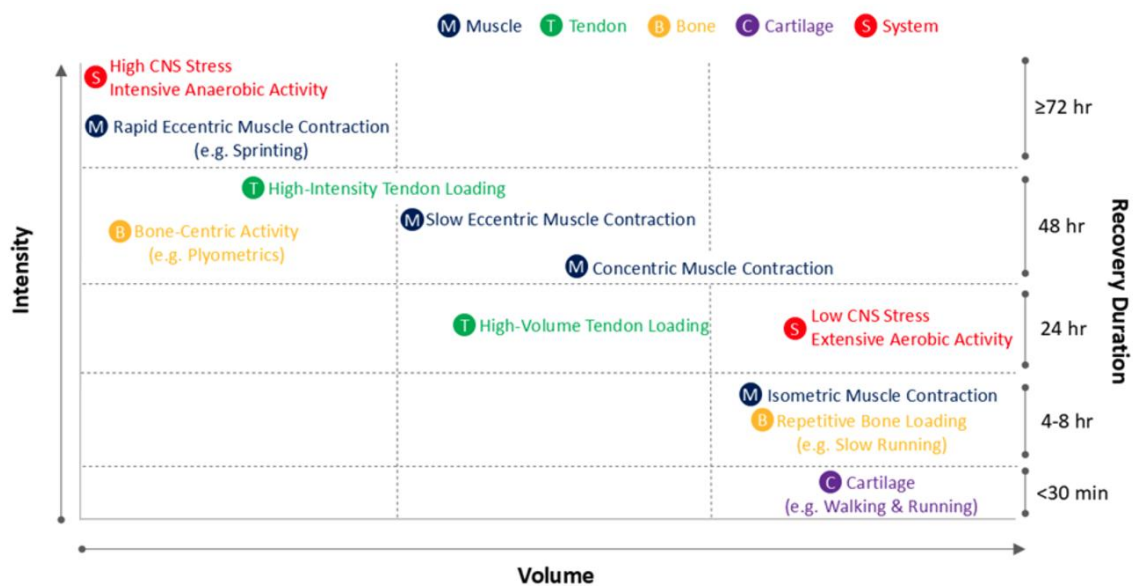 M Muscle T Tendon B Bone C Cartilage S System
S High CNS Stress
Intensive Anaerobic Activity
≥72 hr
M Rapid Eccentric Muscle Contraction
(e.g. Sprinting)
T High-Intensity Tendon Loading
M Slow Eccentric Muscle Contraction
B Bone-Centric Activity
(e.g. Plyometrics)
48 hr
M Concentric Muscle Contraction
T High-Volume Tendon Loading
S Low CNS Stress
Extensive Aerobic Activity
24 hr
M Isometric Muscle Contraction
B Repetitive Bone Loading
(e.g. Slow Running)
4-8 hr
C Cartilage
(e.g. Walking & Running)
<30 min
Intensity
Recovery Duration
Volume